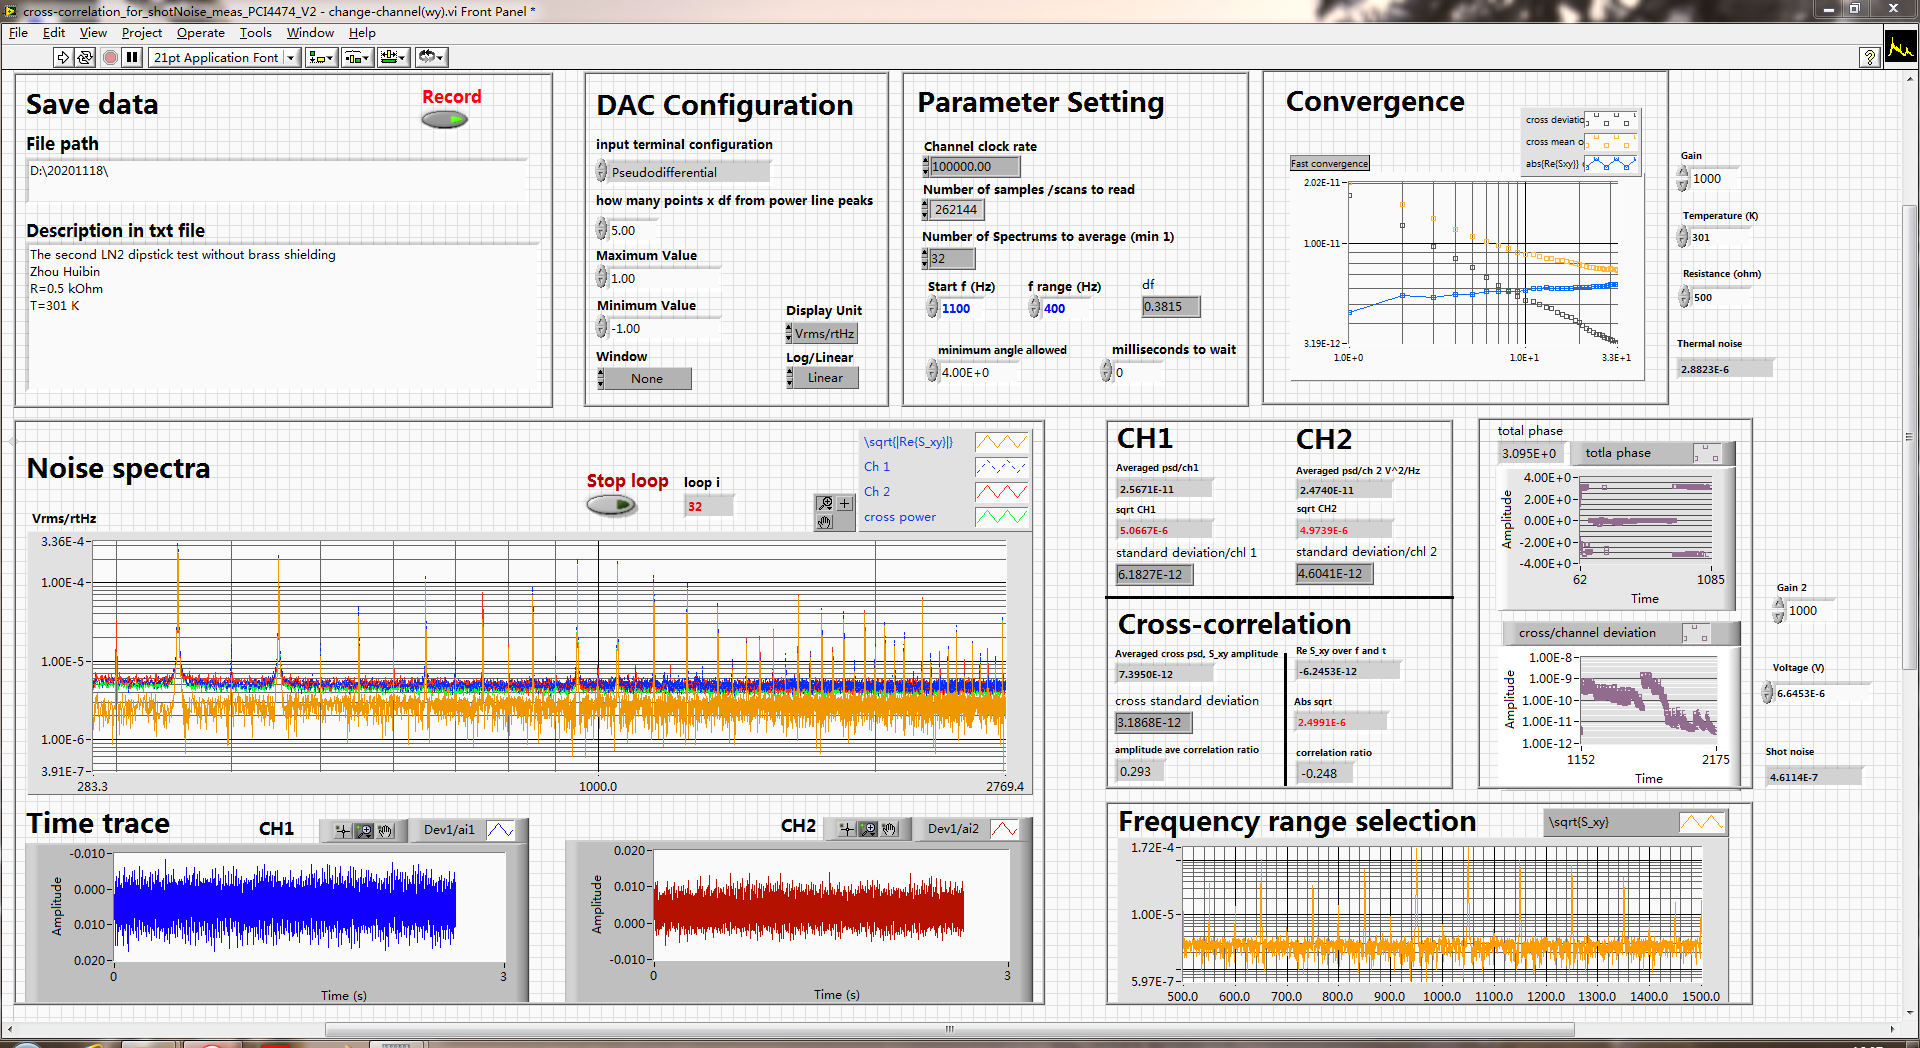 cross-correlation_for_shotNoise_meas_PCI4474_V2 - change-channel(wy).vi Front Panel *
File Edit View Project Operate Tools Window Help
21pt Application Font
Save data
Record
File path
D:\20201118\
Description in txt file
The second LN2 dipstick test without brass shielding
Zhou Huibin
R=0.5 kOhm
T=301 K
DAC Configuration
input terminal configuration
Pseudodifferential
how many points x df from power line peaks
5.00
Maximum Value
1.00
Minimum Value
-1.00
Display Unit
Vrms/rtHz
Window
None
Log/Linear
Linear
Parameter Setting
Channel clock rate
100000.00
Number of samples /scans to read
262144
Number of Spectrums to average (min 1)
32
Start f (Hz) f range (Hz) df
1100 400 0.3815
minimum angle allowed milliseconds to wait
4.00E+0 0
Convergence
cross deviatio
cross mean o
abs{Re{Sxy}}
Fast convergence
2.02E-11
1.00E-11
3.19E-12
1.0E+0 1.0E+1 3.3E+1
Gain
1000
Temperature (K)
301
Resistance (ohm)
500
Thermal noise
2.8823E-6
Noise spectra
Stop loop
loop i
32
\sqrt{|Re{S_xy}|}
Ch 1
Ch 2
cross power
Vrms/rtHz
3.36E-4
1.00E-4
1.00E-5
1.00E-6
3.91E-7
283.3 1000.0 2769.4
CH1
Averaged psd/ch1
2.5671E-11
sqrt CH1
5.0667E-6
standard deviation/chl 1
6.1827E-12
CH2
Averaged psd/ch 2 V^2/Hz
2.4740E-11
sqrt CH2
4.9739E-6
standard deviation/chl 2
4.6041E-12
Cross-correlation
Averaged cross psd, S_xy amplitude
7.3950E-12
cross standard deviation
3.1868E-12
amplitude ave correlation ratio
0.293
Re S_xy over f and t
-6.2453E-12
Abs sqrt
2.4991E-6
correlation ratio
-0.248
total phase
3.095E+0
totla phase
4.00E+0
2.00E+0
0.00E+0
-2.00E+0
-4.00E+0
Amplitude
62 1085
Time
cross/channel deviation
1.00E-8
1.00E-9
1.00E-10
1.00E-11
1.00E-12
Amplitude
1152 2175
Time
Gain 2
1000
Voltage (V)
6.6453E-6
Shot noise
4.6114E-7
Time trace
CH1
Dev1/ai1
-0.010
0.000
0.010
0.020
Amplitude
0 3
Time (s)
CH2
Dev1/ai2
0.020
0.010
0.000
-0.010
Amplitude
0 3
Time (s)
Frequency range selection
\sqrt{S_xy}
1.72E-4
1.00E-5
5.97E-7
500.0 600.0 700.0 800.0 900.0 1000.0 1100.0 1200.0 1300.0 1400.0 1500.0